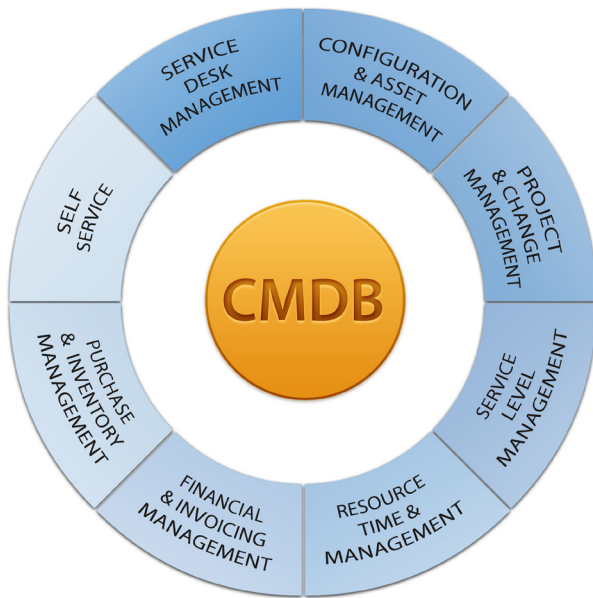 SERVICE
DESK
MANAGEMENT
CONFIGURATION
& ASSET
MANAGEMENT
PROJECT
& CHANGE
MANAGEMENT
SERVICE
LEVEL
MANAGEMENT
RESOURCE
TIME &
MANAGEMENT
FINANCIAL
& INVOICING
MANAGEMENT
PURCHASE
& INVENTORY
MANAGEMENT
SELF
SERVICE
CMDB